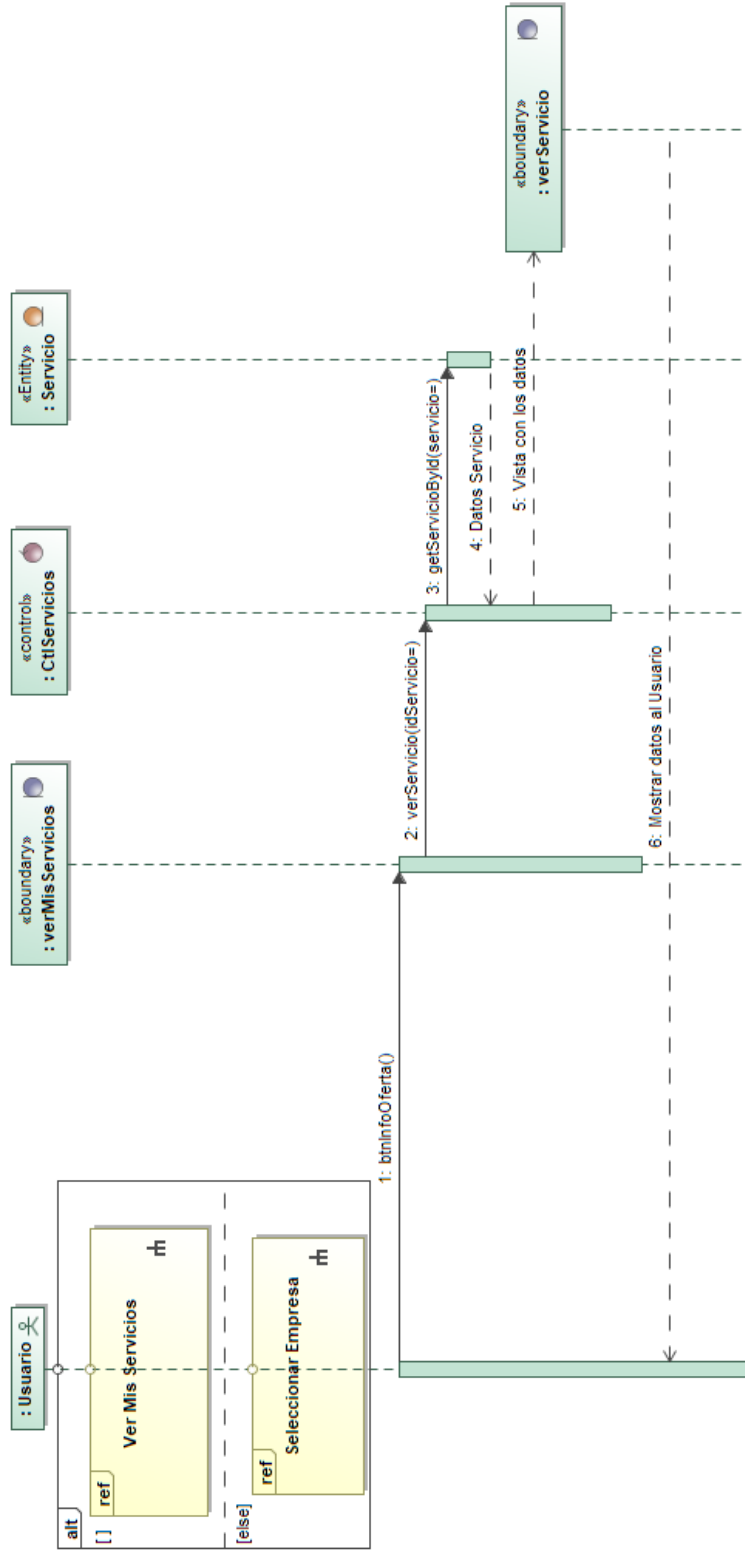 : Usuario
«boundary»
: verMisServicios
«control»
: CtlServicios
«Entity»
: Servicio
alt
[ ]
ref
Ver Mis Servicios
[else]
ref
Seleccionar Empresa
1: btnInfoOferta()
2: verServicio(idServicio=)
3: getServicioById(servicio=)
4: Datos Servicio
5: Vista con los datos
«boundary»
: verServicio
6: Mostrar datos al Usuario